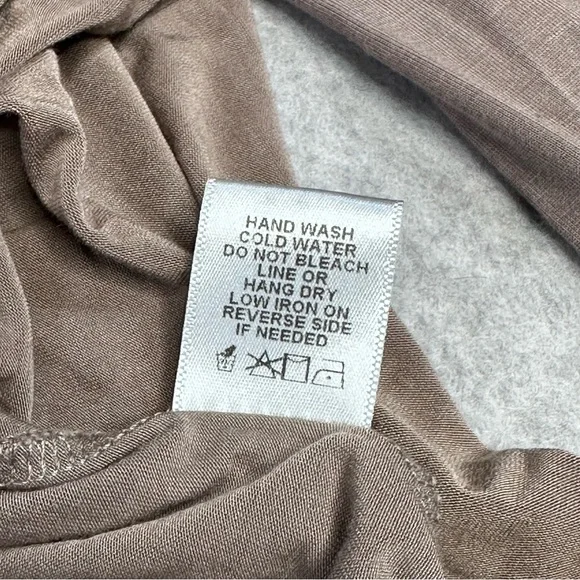 HAND WASH
COLD WATER
DO NOT BLEACH
LINE OR
HANG DRY
LOW IRON ON
REVERSE SIDE
IF NEEDED